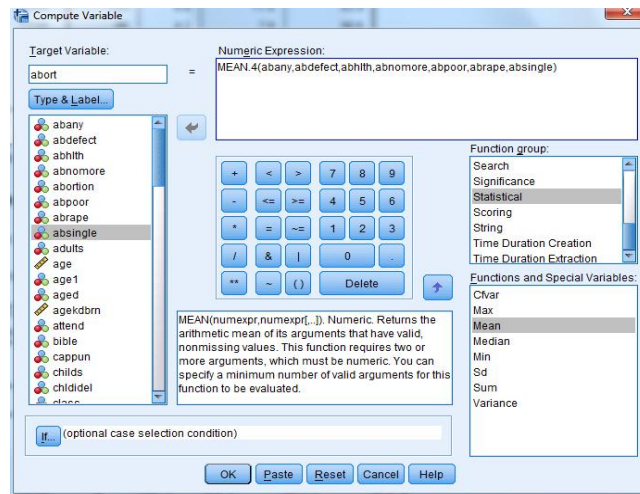 Compute Variable
Target Variable:
abort
=
Numeric Expression:
MEAN.4(abany,abdefect,abhlth,abnomore,abpoor,abrape,absingle)
Type & Label...
abany
abdefect
abhlth
abnomore
abortion
abpoor
abrape
absingle
adults
age
age1
aged
agekdbrn
attend
bible
cappun
childs
chldidel
class
+ < > 7 8 9
- <= >= 4 5 6
* = ~= 1 2 3
/ & | 0 .
** ~ () Delete
MEAN(numexpr,numexpr[,..]). Numeric. Returns the
arithmetic mean of its arguments that have valid,
nonmissing values. This function requires two or
more arguments, which must be numeric. You can
specify a minimum number of valid arguments for this
function to be evaluated.
Function group:
Search
Significance
Statistical
Scoring
String
Time Duration Creation
Time Duration Extraction
Functions and Special Variables:
Cfvar
Max
Mean
Median
Min
Sd
Sum
Variance
If... (optional case selection condition)
OK Paste Reset Cancel Help